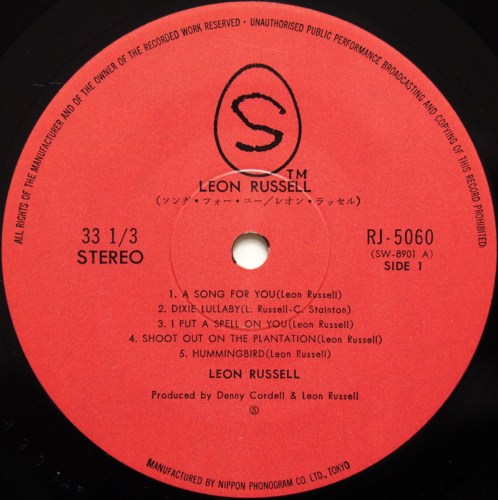 ALL RIGHTS OF THE MANUFACTURER AND OF THE OWNER OF THE RECORDED WORK RESERVED · UNAUTHORISED PUBLIC PERFORMANCE BROADCASTING AND COPYING OF THIS RECORD PROHIBITED
S
TM
LEON RUSSELL
(ソング・フォー・ユー/レオン・ラッセル)
33 1/3
STEREO
RJ-5060
(SW-8901 A)
SIDE 1
1. A SONG FOR YOU(Leon Russell)
2. DIXIE LULLABY(L. Russell-C. Stainton)
3. I PUT A SPELL ON YOU(Leon Russell)
4. SHOOT OUT ON THE PLANTATION(Leon Russell)
5. HUMMINGBIRD(Leon Russell)
LEON RUSSELL
Produced by Denny Cordell & Leon Russell
Ⓢ
MANUFACTURED BY NIPPON PHONOGRAM CO. LTD., TOKYO